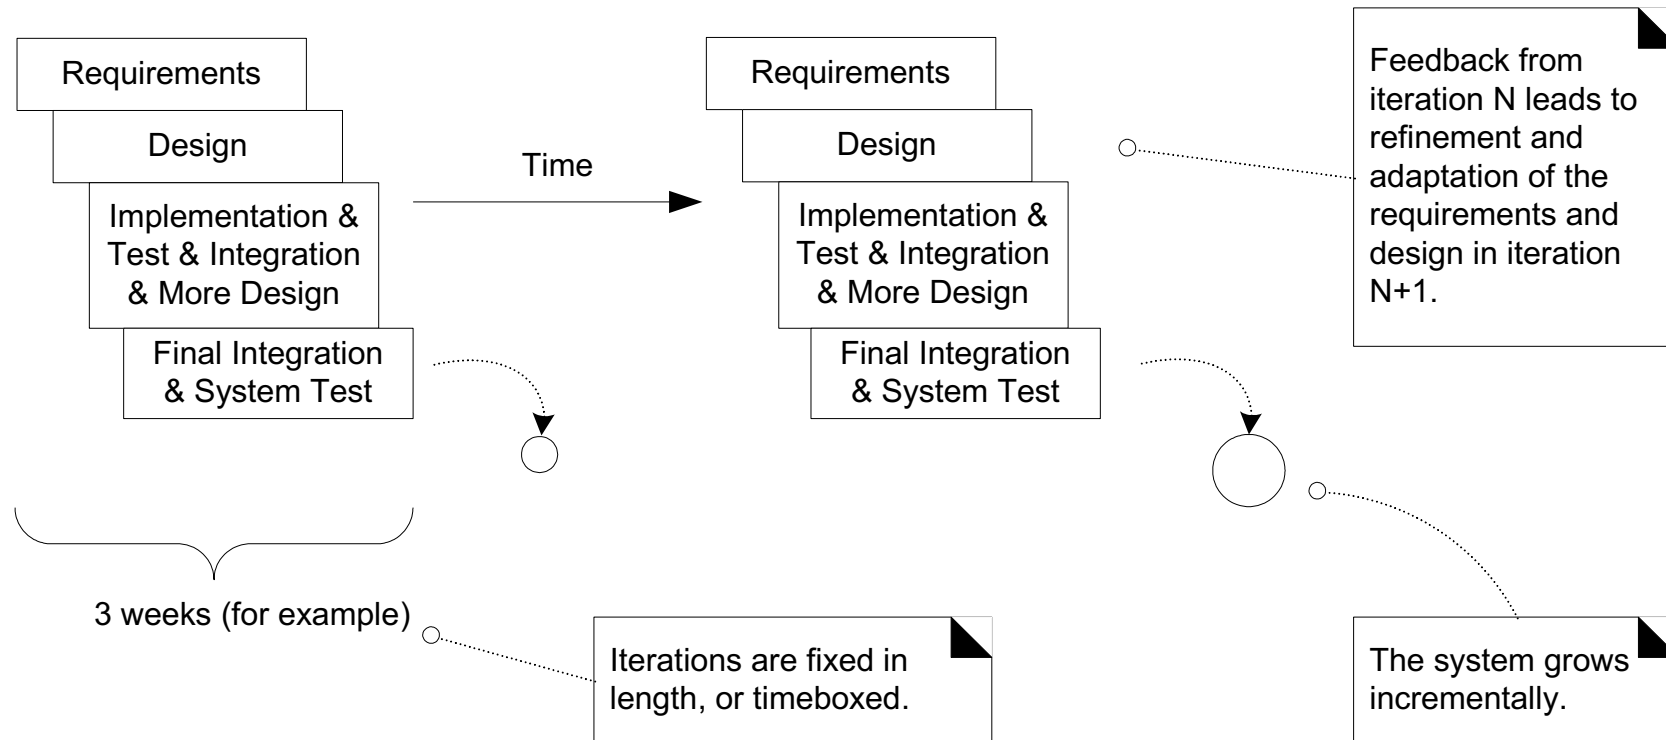 Requirements
Design
Implementation &
Test & Integration
& More Design
Final Integration
& System Test
Time
Requirements
Design
Implementation &
Test & Integration
& More Design
Final Integration
& System Test
Feedback from
iteration N leads to
refinement and
adaptation of the
requirements and
design in iteration
N+1.
3 weeks (for example)
Iterations are fixed in
length, or timeboxed.
The system grows
incrementally.